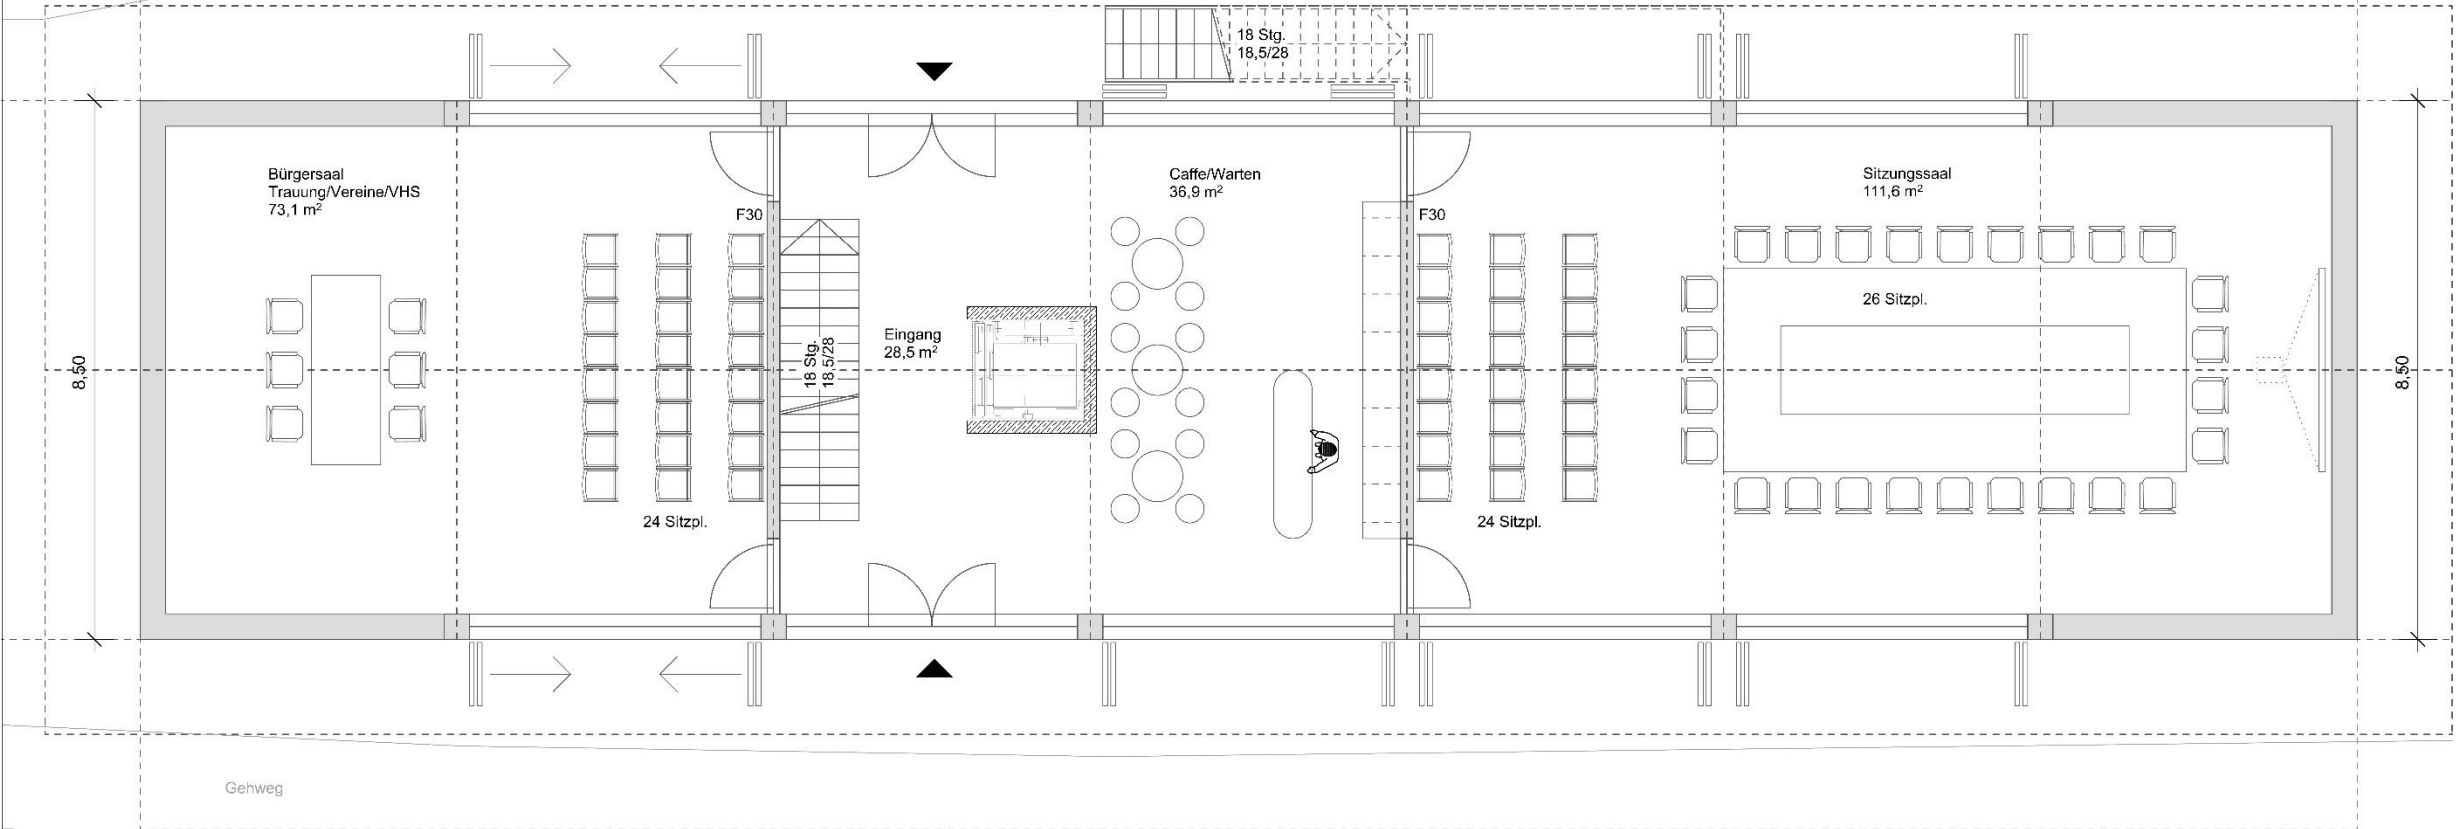 18 Stg.
18,5/28
Bürgersaal
Trauung/Vereine/VHS
73,1 m²
Caffe/Warten
36,9 m²
Sitzungssaal
111,6 m²
F30
F30
26 Sitzpl.
Eingang
28,5 m²
18 Stg.
18,5/28
8,50
8,50
24 Sitzpl.
24 Sitzpl.
Gehweg